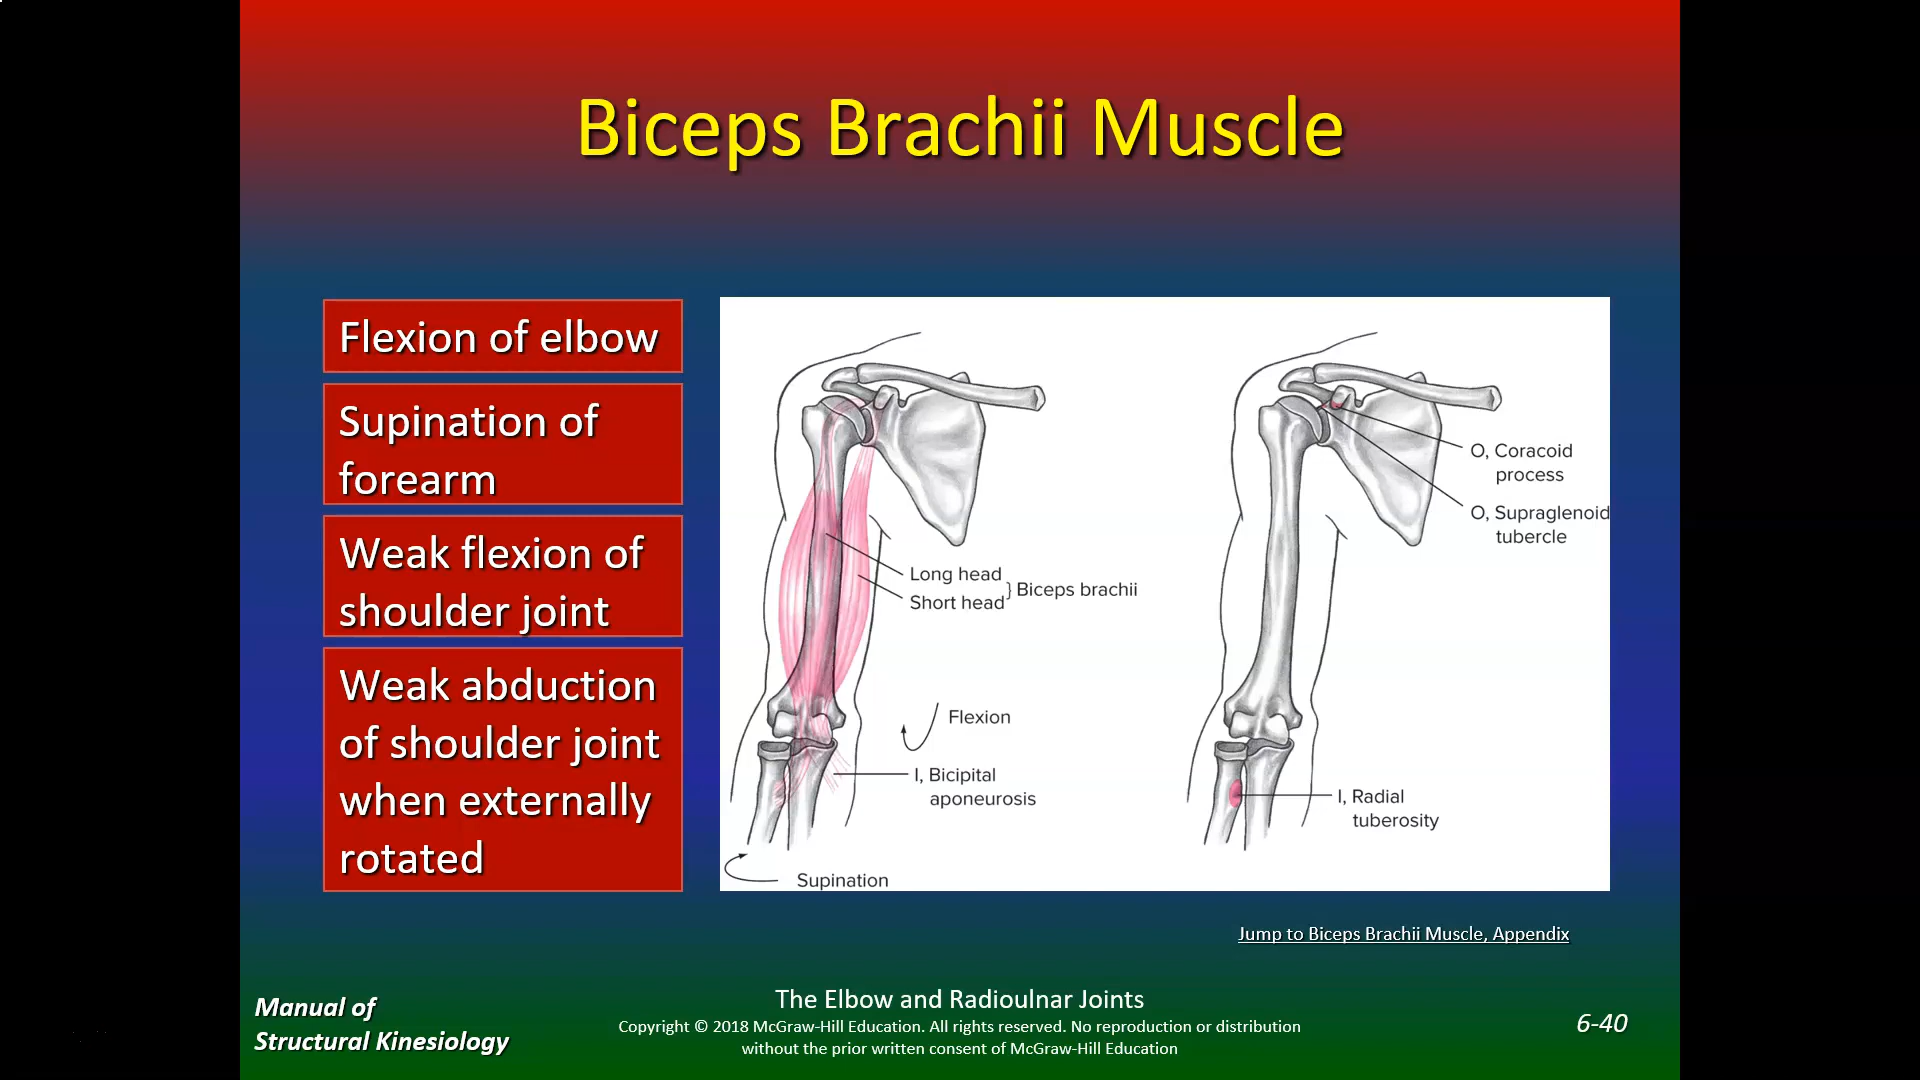 Biceps Brachii Muscle
Flexion of elbow
Supination of
forearm
Weak flexion of
shoulder joint
Weak abduction
of shoulder joint
when externally
rotated
Long head
Short head
} Biceps brachii
Flexion
I, Bicipital
aponeurosis
Supination
O, Coracoid
process
O, Supraglenoid
tubercle
I, Radial
tuberosity
Jump to Biceps Brachii Muscle, Appendix
Manual of
Structural Kinesiology
The Elbow and Radioulnar Joints
Copyright © 2018 McGraw-Hill Education. All rights reserved. No reproduction or distribution
without the prior written consent of McGraw-Hill Education
6-40